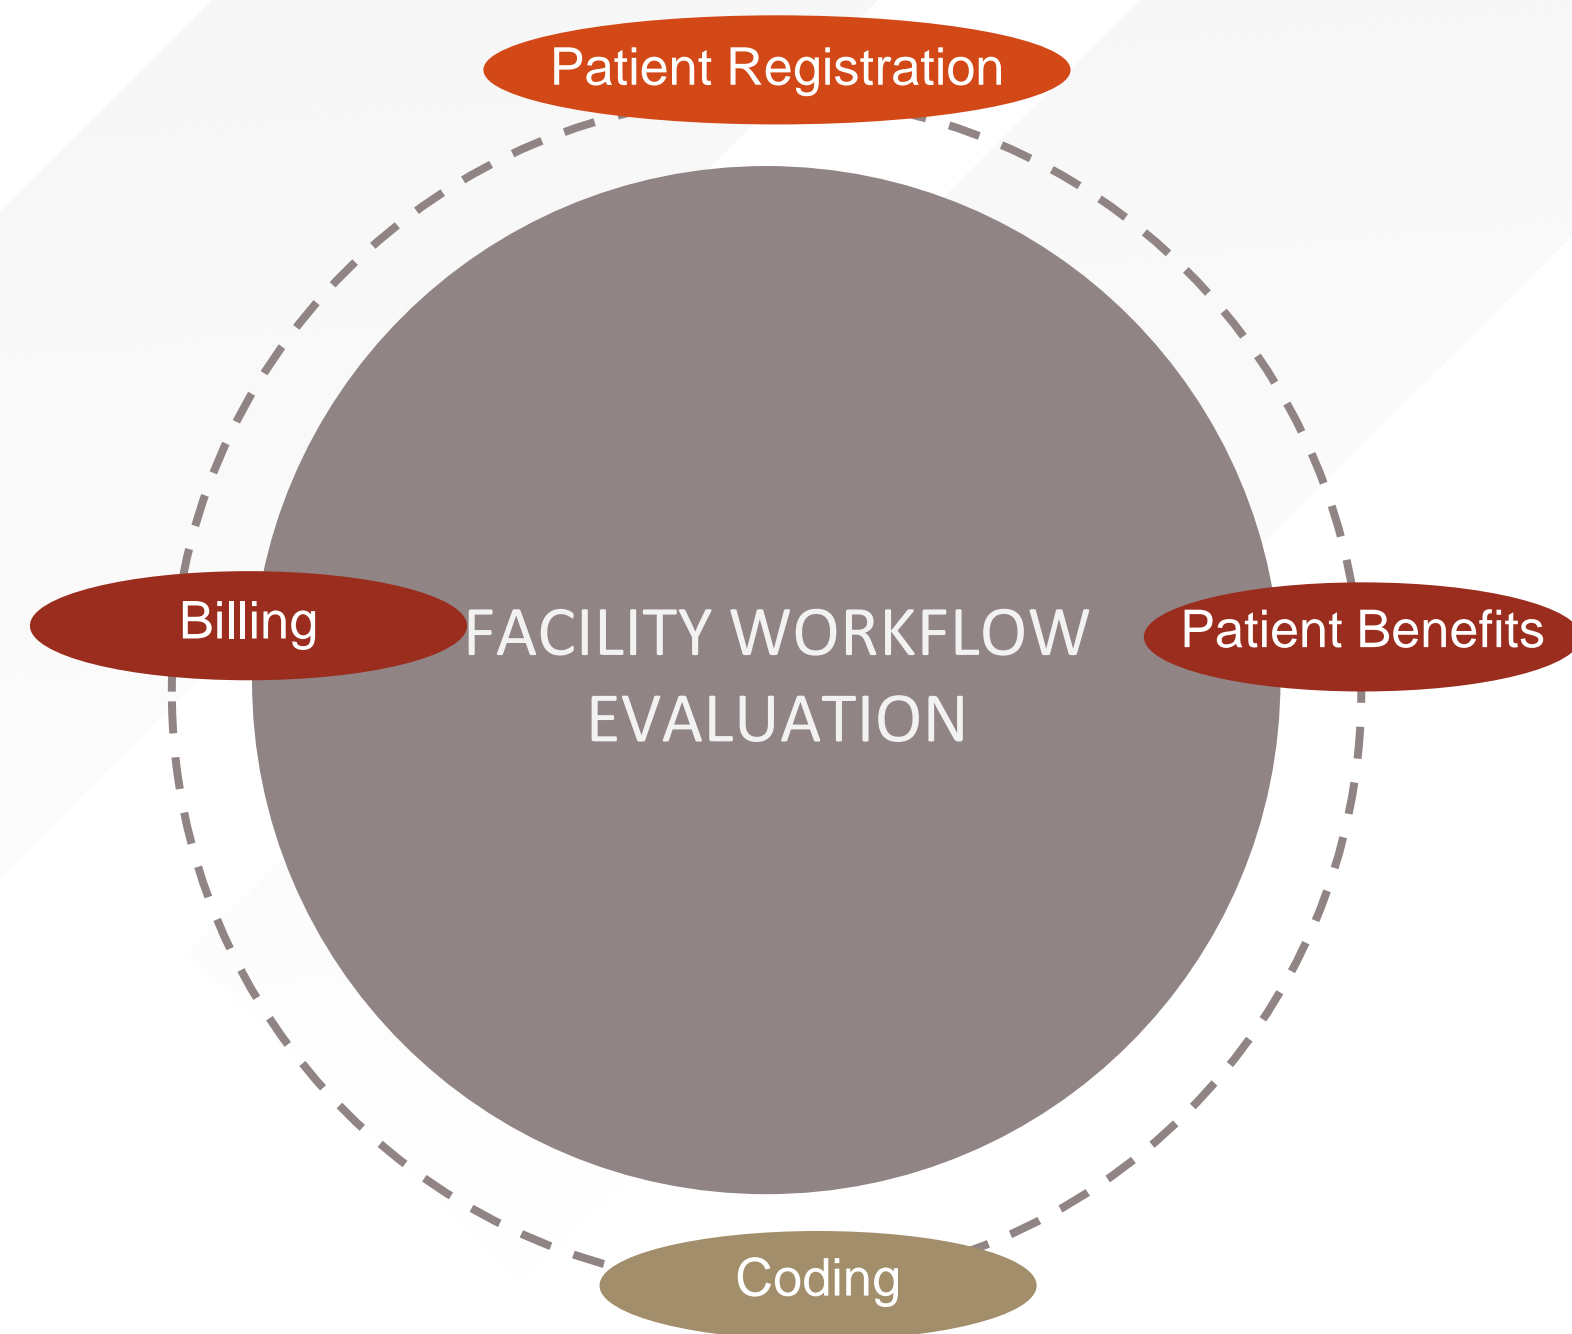 Patient Registration
Billing
FACILITY WORKFLOW
EVALUATION
Patient Benefits
Coding